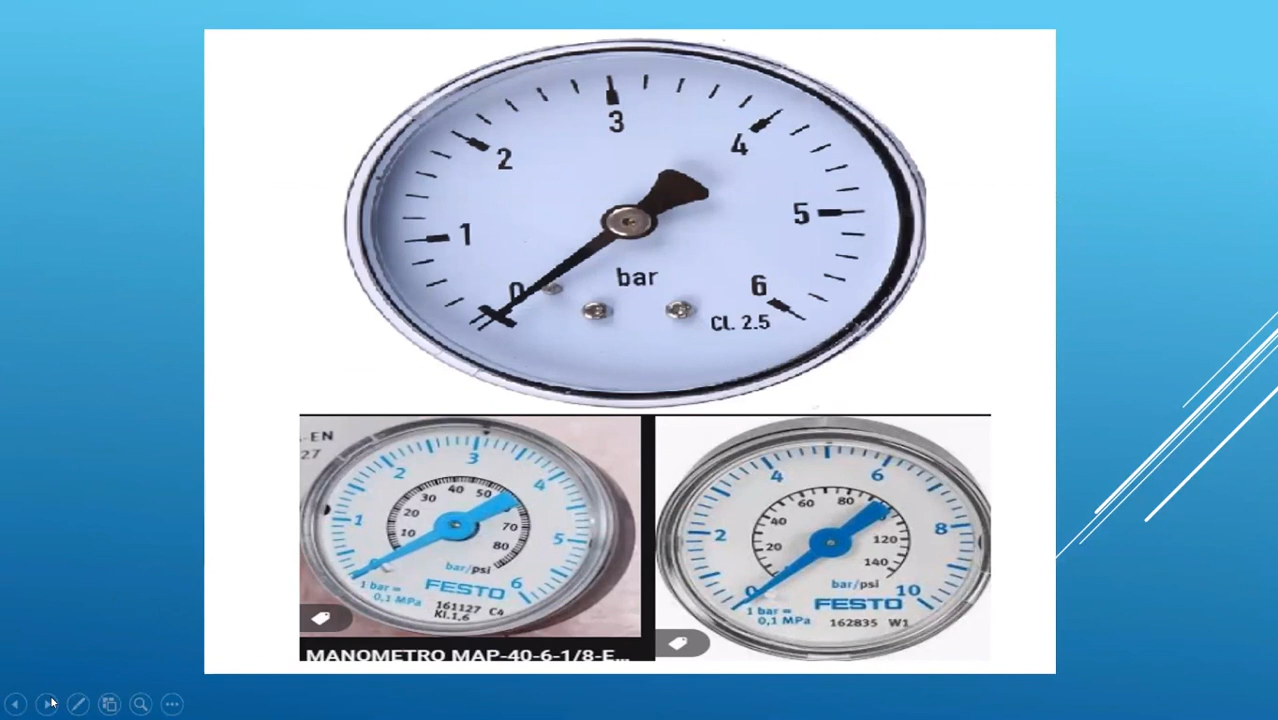 3
2
4
1
5
bar
0
6
CL. 2.5
-EN
27
3
2
4
40
30
50
20
70
1
10
80
5
0
bar/psi
6
1 bar =
0,1 MPa
FESTO
161127 C4
Kl.1,6
MANOMETRO MAP-40-6-1/8-E...
4
6
60
80
40
2
8
20
120
140
bar/psi
0
10
1 bar =
0,1 MPa
FESTO
162835 W1